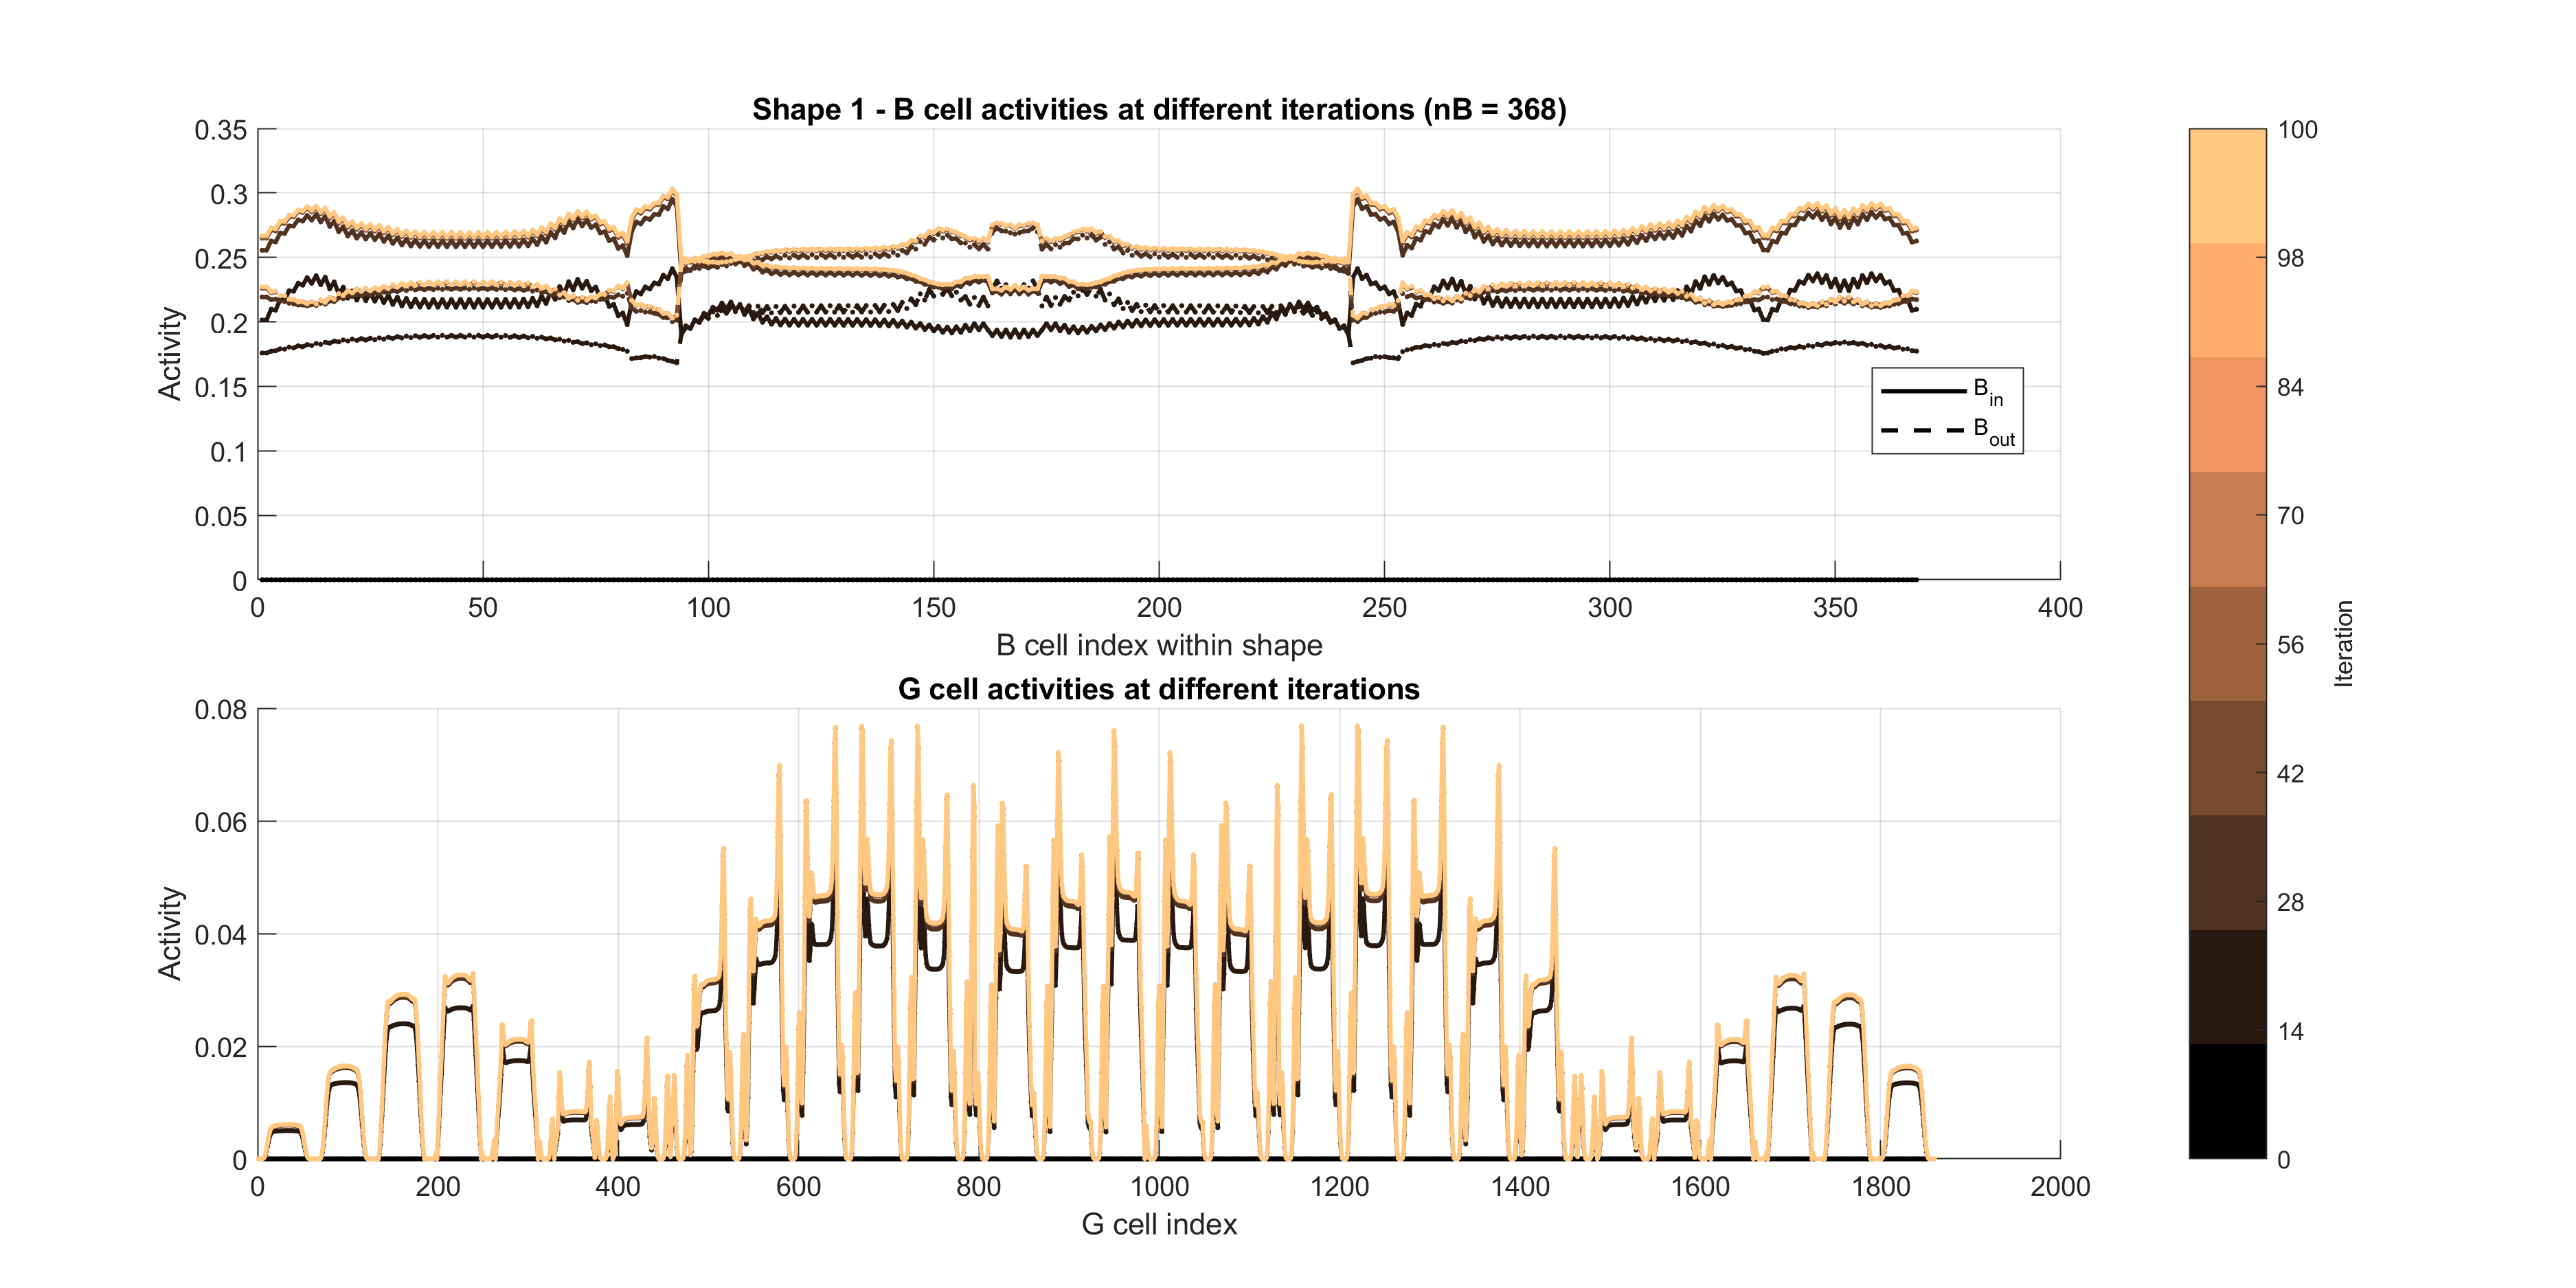 Shape 1 - B cell activities at different iterations (nB = 368)
0.35
0.3
0.25
0.2
0.15
0.1
0.05
0
Activity
0 50 100 150 200 250 300 350 400
B cell index within shape
B_in
B_out
G cell activities at different iterations
0.08
0.06
0.04
0.02
0
Activity
0 200 400 600 800 1000 1200 1400 1600 1800 2000
G cell index
100
98
84
70
56
42
28
14
0
Iteration